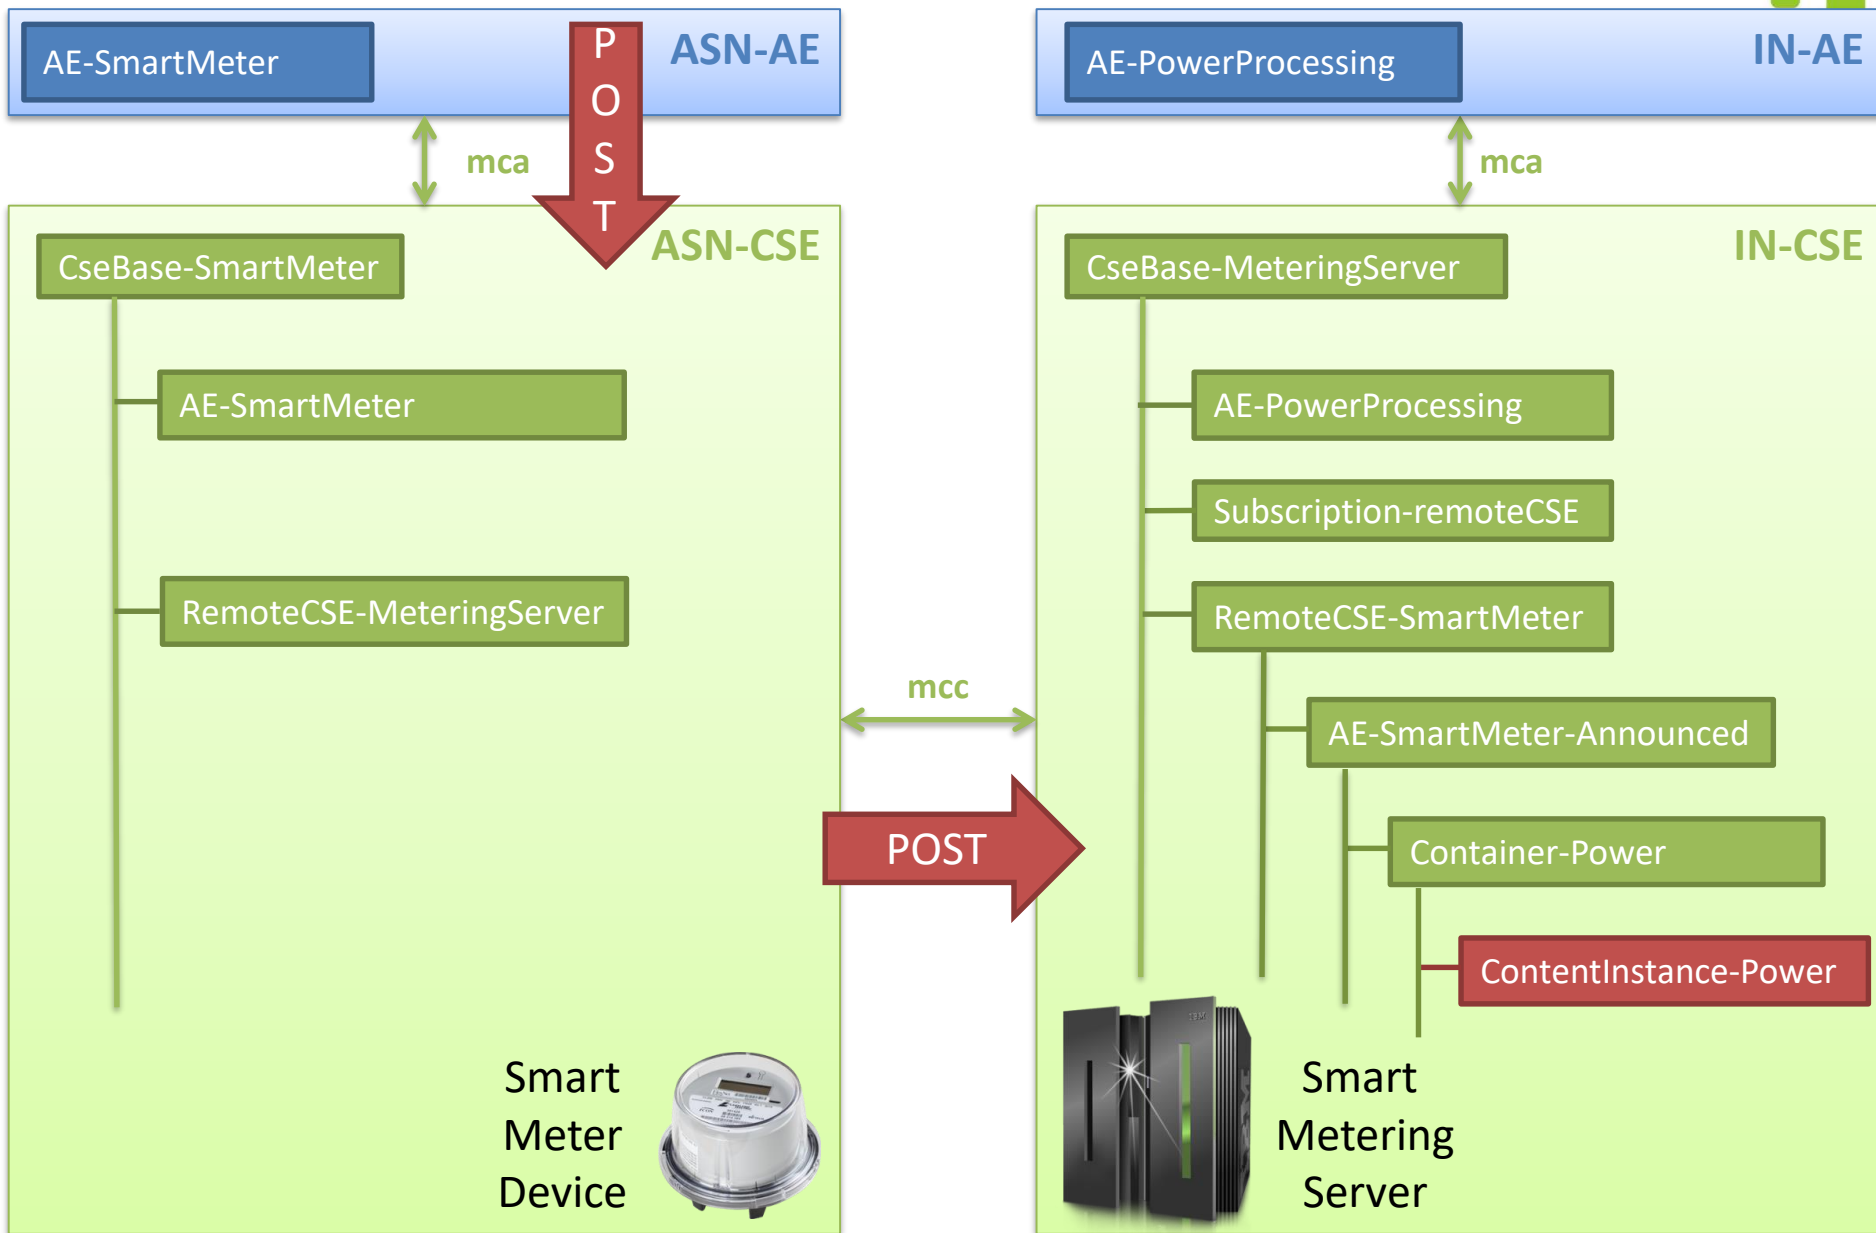 AE-SmartMeter
POST
ASN-AE
AE-PowerProcessing
IN-AE
mca
mca
ASN-CSE
CseBase-SmartMeter
AE-SmartMeter
RemoteCSE-MeteringServer
IN-CSE
CseBase-MeteringServer
AE-PowerProcessing
Subscription-remoteCSE
RemoteCSE-SmartMeter
mcc
AE-SmartMeter-Announced
POST
Container-Power
ContentInstance-Power
Smart
Meter
Device
Smart
Metering
Server
IBM